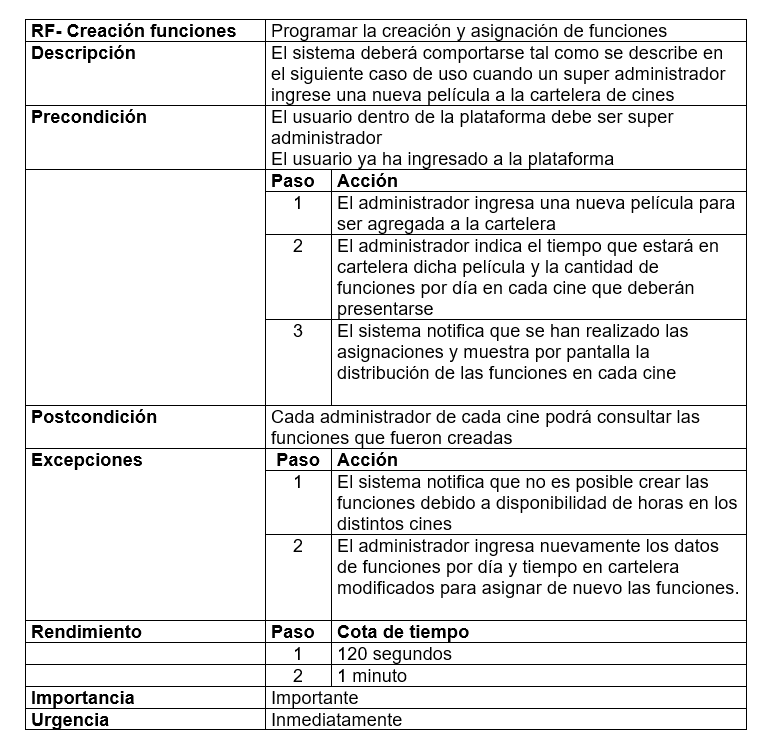 RF- Creación funciones Programar la creación y asignación de funciones
Descripción El sistema deberá comportarse tal como se describe en
el siguiente caso de uso cuando un super administrador
ingrese una nueva película a la cartelera de cines
Precondición El usuario dentro de la plataforma debe ser super
administrador
El usuario ya ha ingresado a la plataforma
Paso Acción
1 El administrador ingresa una nueva película para
ser agregada a la cartelera
2 El administrador indica el tiempo que estará en
cartelera dicha película y la cantidad de
funciones por día en cada cine que deberán
presentarse
3 El sistema notifica que se han realizado las
asignaciones y muestra por pantalla la
distribución de las funciones en cada cine
Postcondición Cada administrador de cada cine podrá consultar las
funciones que fueron creadas
Excepciones Paso Acción
1 El sistema notifica que no es posible crear las
funciones debido a disponibilidad de horas en los
distintos cines
2 El administrador ingresa nuevamente los datos
de funciones por día y tiempo en cartelera
modificados para asignar de nuevo las funciones.
Rendimiento Paso Cota de tiempo
1 120 segundos
2 1 minuto
Importancia Importante
Urgencia Inmediatamente